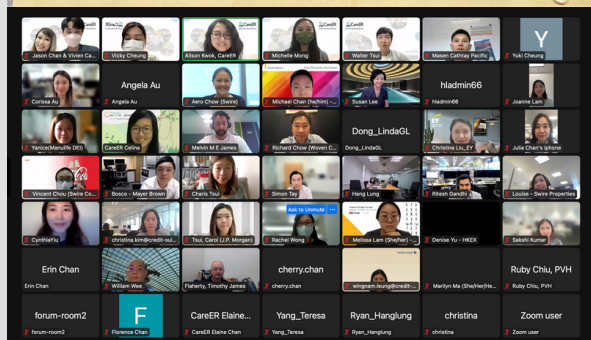 Jason Chan & Vivien Ca...
Vicky Cheung
Alison Kwok, CareER
Michelle Mong
Walter Tsui
Masen Cathay Pacific
Y
Yuki Cheung
Corissa Au
Angela Au
Angela Au
Aero Chow (Swire)
Michael Chan (he/him) -...
Susan Lee
hladmin66
hladmin66
Joanne Lam
Yanice(Manulife DEI)
CareER Celina
Melvin M E James
Richard Chow (Woven C...
Dong_LindaGL
Dong_LindaGL
EY
Christina Liu_EY
Julia Chan's iphone
Vincent Chou (Swire Co...
Bosco - Mayer Brown
Charis Tsui
Simon Tay
Hang Lung
Ritesh Gandhi
Louise - Swire Properties
CynthiaYiu
christina.kim@credit-sui...
Tsui, Carol (J.P. Morgan)
Ask to Unmute
Rachel Wong
Melissa Lam (She/her) -...
Denise Yu - HKEX
Sakshi Kumar
Erin Chan
Erin Chan
William Wee
Flaherty, Timothy James
cherry.chan
cherry.chan
wingnam.leung@credit-...
Marilyn Ma (She/Her/He...
Ruby Chiu, PVH
Ruby Chiu, PVH
forum-room2
forum-room2
F
Florence Chan
CareER Elaine...
CareER Elaine Chan
Yang_Teresa
Yang_Teresa
Ryan_Hanglung
Ryan_Hanglung
christina
christina
Zoom user
Zoom user